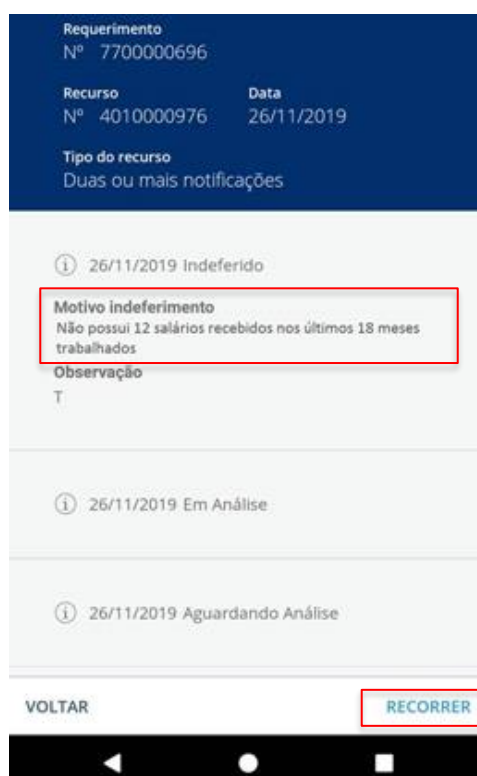 Requerimento
Nº 7700000696
Recurso Data
Nº 4010000976 26/11/2019
Tipo do recurso
Duas ou mais notificações
26/11/2019 Indeferido
Motivo indeferimento
Não possui 12 salários recebidos nos últimos 18 meses
trabalhados
Observação
T
26/11/2019 Em Análise
26/11/2019 Aguardando Análise
VOLTAR RECORRER